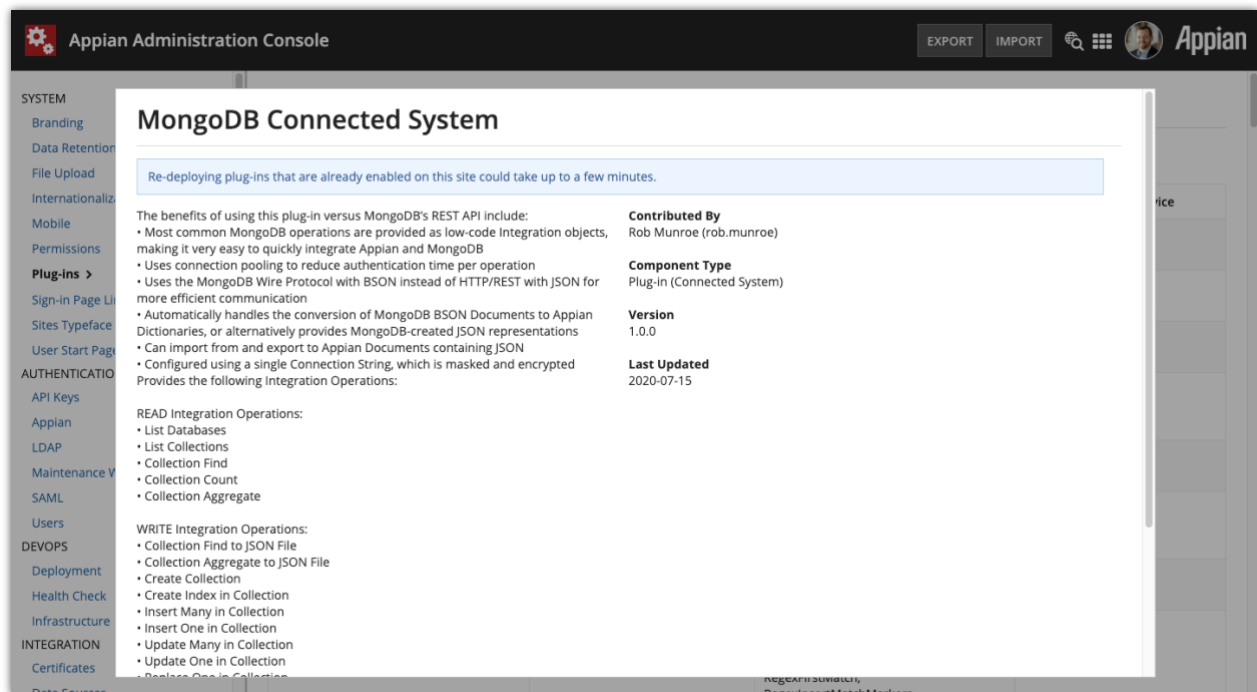 Appian Administration Console
EXPORT
IMPORT
Appian
SYSTEM
Branding
Data Retention
File Upload
Internationaliza
Mobile
Permissions
Plug-ins >
Sign-in Page Li
Sites Typeface
User Start Page
AUTHENTICATIO
API Keys
Appian
LDAP
Maintenance W
SAML
Users
DEVOPS
Deployment
Health Check
Infrastructure
INTEGRATION
Certificates
Data Sources
MongoDB Connected System
Re-deploying plug-ins that are already enabled on this site could take up to a few minutes.
The benefits of using this plug-in versus MongoDB's REST API include:
• Most common MongoDB operations are provided as low-code Integration objects,
making it very easy to quickly integrate Appian and MongoDB
• Uses connection pooling to reduce authentication time per operation
• Uses the MongoDB Wire Protocol with BSON instead of HTTP/REST with JSON for
more efficient communication
• Automatically handles the conversion of MongoDB BSON Documents to Appian
Dictionaries, or alternatively provides MongoDB-created JSON representations
• Can import from and export to Appian Documents containing JSON
• Configured using a single Connection String, which is masked and encrypted
Provides the following Integration Operations:
READ Integration Operations:
• List Databases
• List Collections
• Collection Find
• Collection Count
• Collection Aggregate
WRITE Integration Operations:
• Collection Find to JSON File
• Collection Aggregate to JSON File
• Create Collection
• Create Index in Collection
• Insert Many in Collection
• Insert One in Collection
• Update Many in Collection
• Update One in Collection
• Replace One in Collection
Contributed By
Rob Munroe (rob.munroe)
Component Type
Plug-in (Connected System)
Version
1.0.0
Last Updated
2020-07-15
vice
RegexFirstMatch,
RegexInsertMatchMarkers